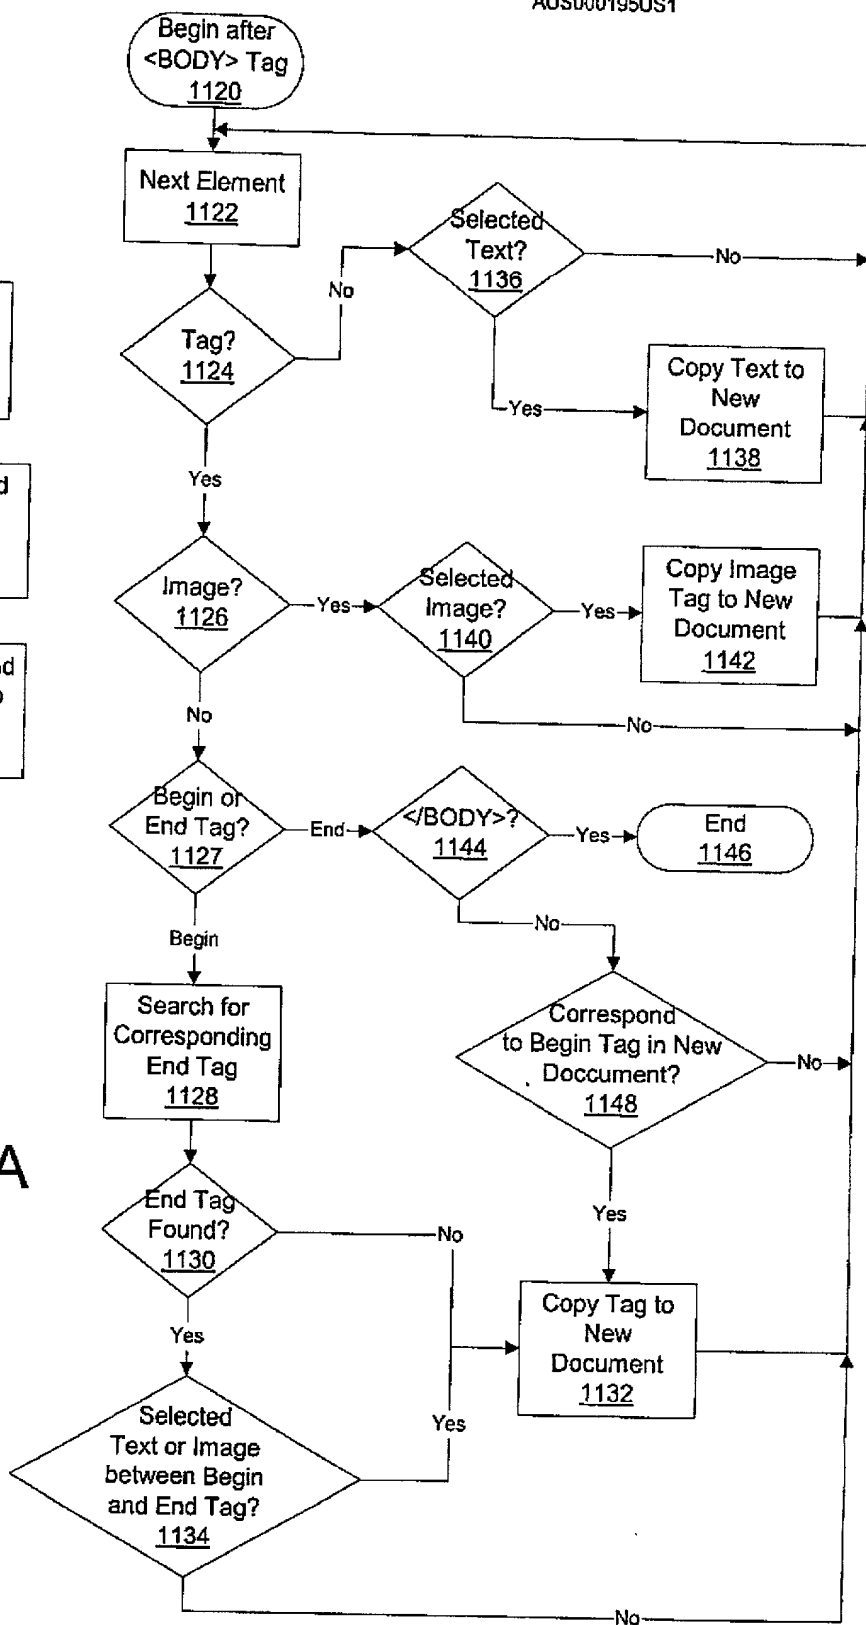 AUS000195US1
Begin after
<BODY> Tag
1120
Next Element
1122
Selected
Text?
1136
No
No
Tag?
1124
Copy Text to
New
Document
1138
Yes
Yes
d
Image?
1126
Yes
Selected
Image?
1140
Yes
Copy Image
Tag to New
Document
1142
d
No
No
Begin or
End Tag?
1127
End
</BODY>?
1144
Yes
End
1146
No
Begin
Search for
Corresponding
End Tag
1128
Correspond
to Begin Tag in New
Doccument?
1148
No
A
End Tag
Found?
1130
No
Yes
Yes
Copy Tag to
New
Document
1132
Selected
Text or Image
between Begin
and End Tag?
1134
Yes
No